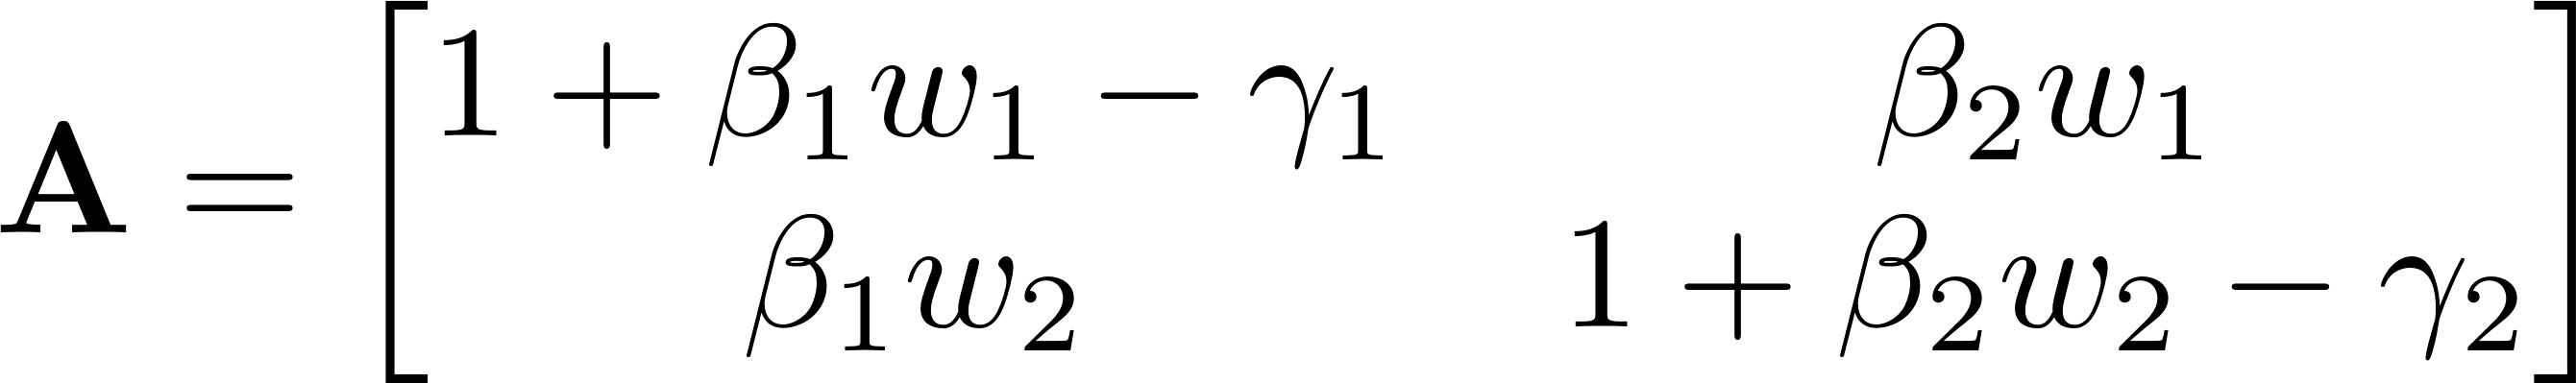 A = [ 1 + β₁w₁ − γ₁ β₂w₁
β₁w₂ 1 + β₂w₂ − γ₂ ]